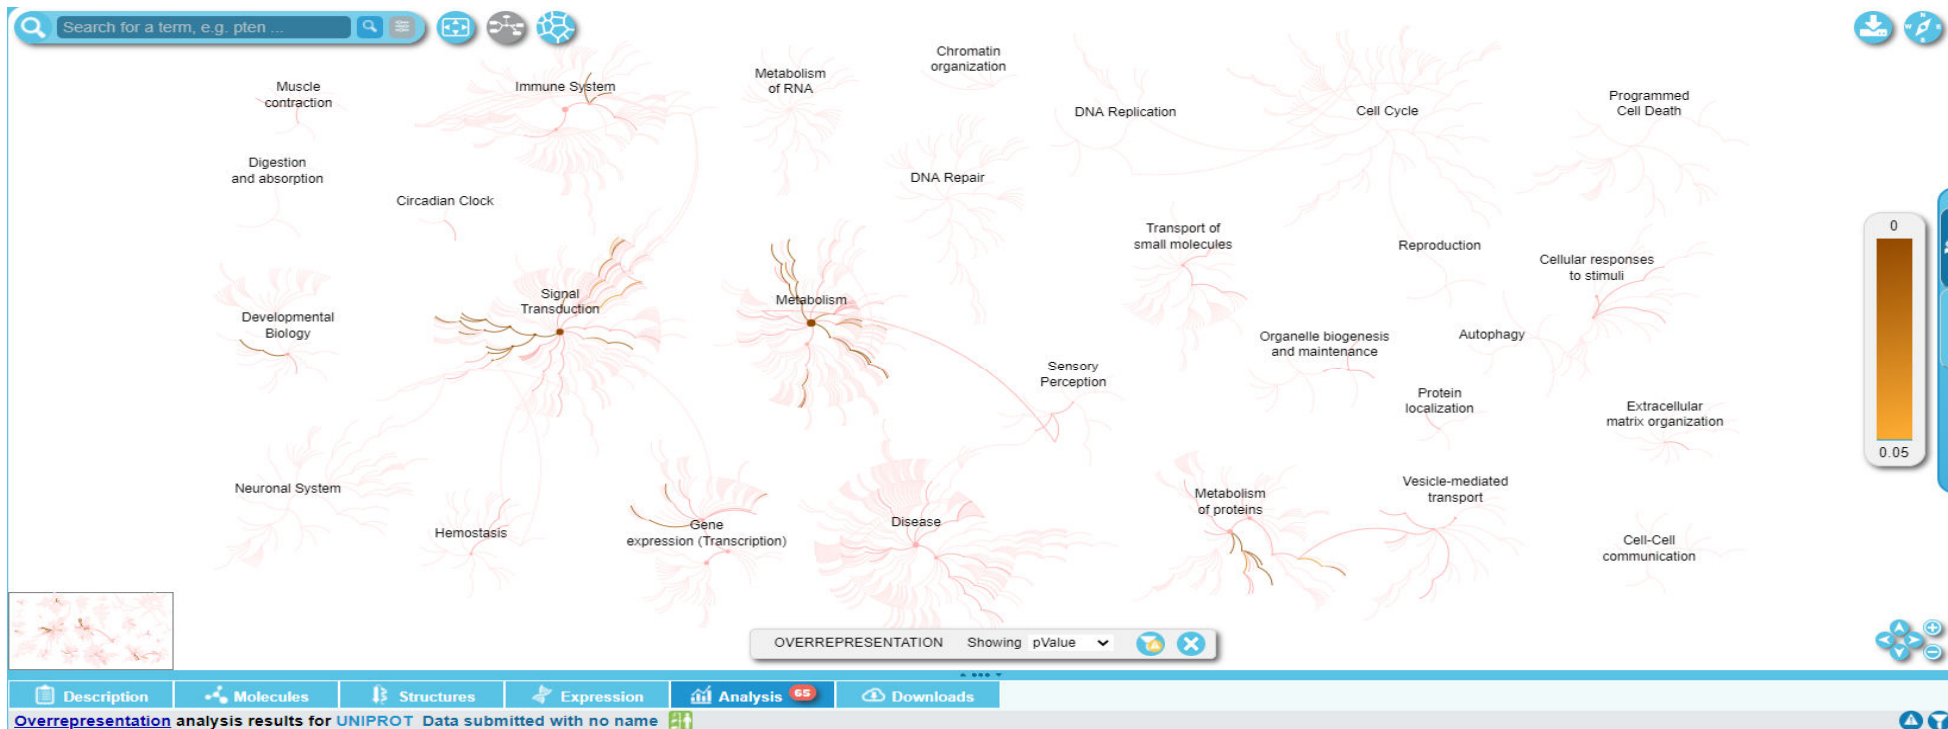 Search for a term, e.g. pten ...
Chromatin
organization
Muscle
contraction
Immune System
Metabolism
of RNA
DNA Replication
Cell Cycle
Programmed
Cell Death
Digestion
and absorption
DNA Repair
Circadian Clock
Transport of
small molecules
Reproduction
Cellular responses
to stimuli
0
Signal
Transduction
Metabolism
Developmental
Biology
Organelle biogenesis
and maintenance
Autophagy
Sensory
Perception
Protein
localization
Extracellular
matrix organization
0.05
Neuronal System
Hemostasis
Gene
expression (Transcription)
Disease
Metabolism
of proteins
Vesicle-mediated
transport
Cell-Cell
communication
OVERREPRESENTATION Showing pValue
Description Molecules Structures Expression Analysis 65 Downloads
Overrepresentation analysis results for UNIPROT Data submitted with no name